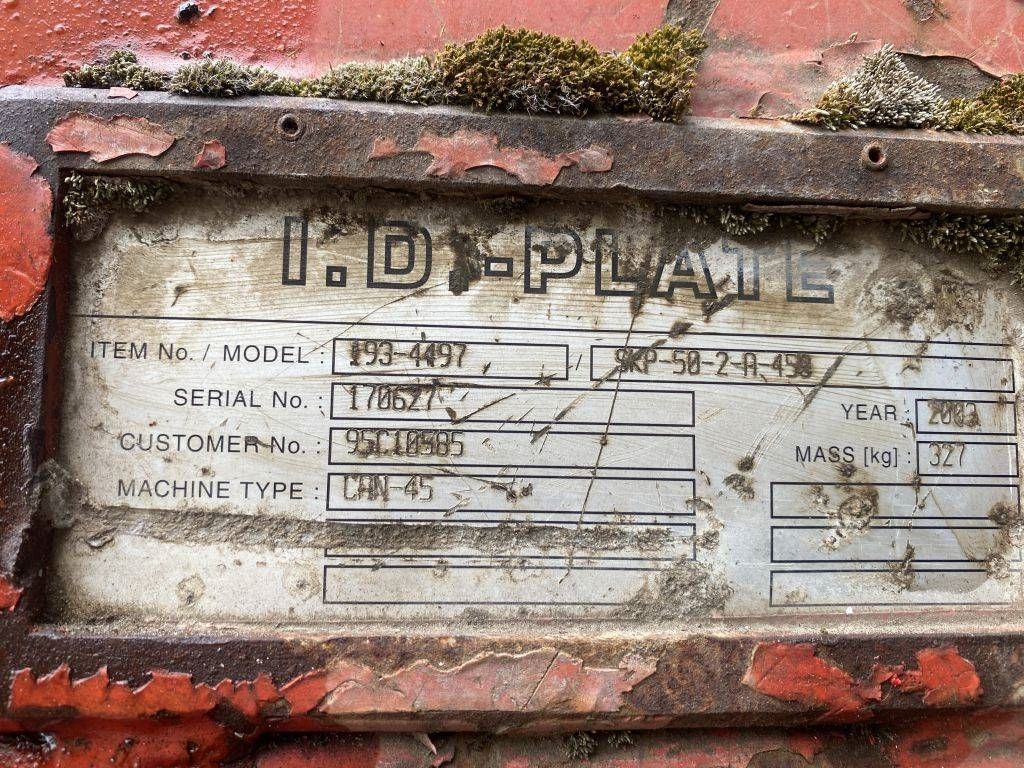 I.D.-PLATE
ITEM No. / MODEL : 193-4497 / SKP-50-2-A-450
SERIAL No. : 170627
YEAR : 2003
CUSTOMER No. : 95C10585
MASS [kg] : 327
MACHINE TYPE : CAN-45